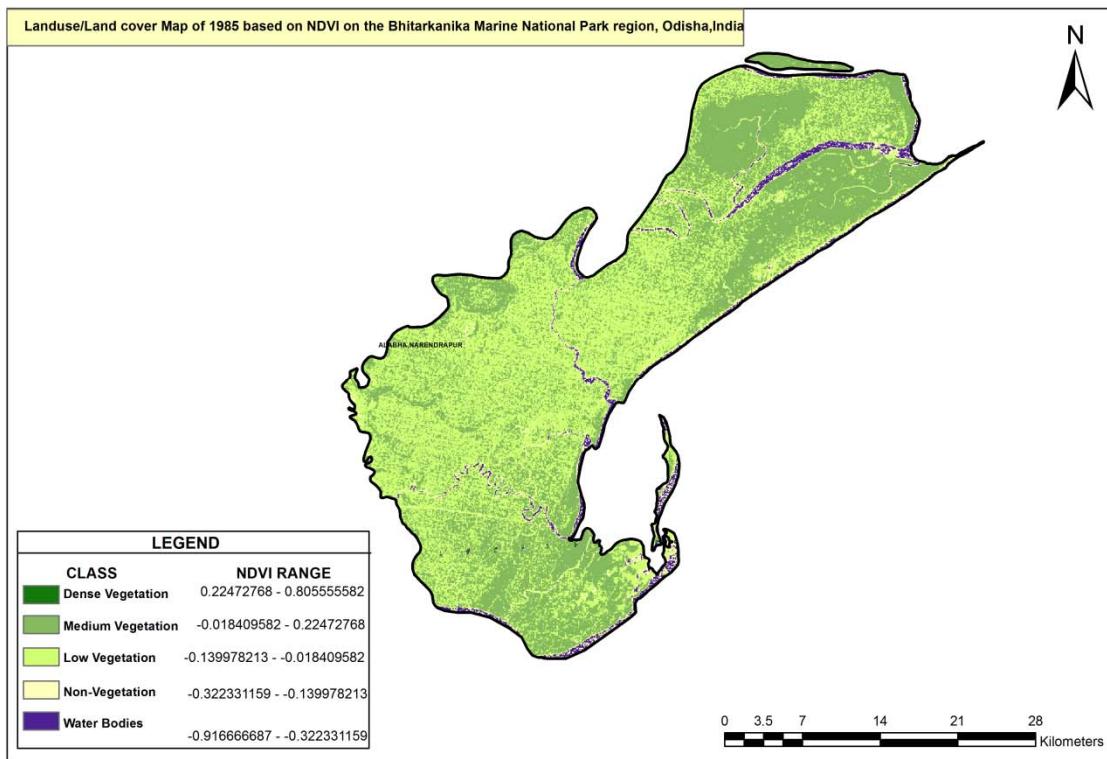 Landuse/Land cover Map of 1985 based on NDVI on the Bhitarkanika Marine National Park region, Odisha,India
N
ALABHA,NARENDRAPUR
LEGEND
CLASS NDVI RANGE
Dense Vegetation 0.22472768 - 0.805555582
Medium Vegetation -0.018409582 - 0.22472768
Low Vegetation -0.139978213 - -0.018409582
Non-Vegetation -0.322331159 - -0.139978213
Water Bodies -0.916666687 - -0.322331159
0 3.5 7 14 21 28
Kilometers